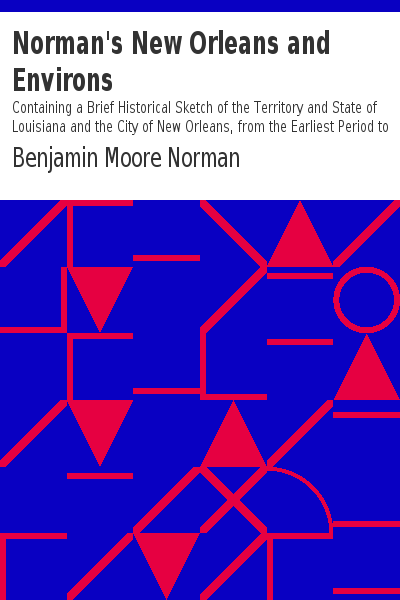 Norman's New Orleans and
Environs
Containing a Brief Historical Sketch of the Territory and State of
Louisiana and the City of New Orleans, from the Earliest Period to
Benjamin Moore Norman